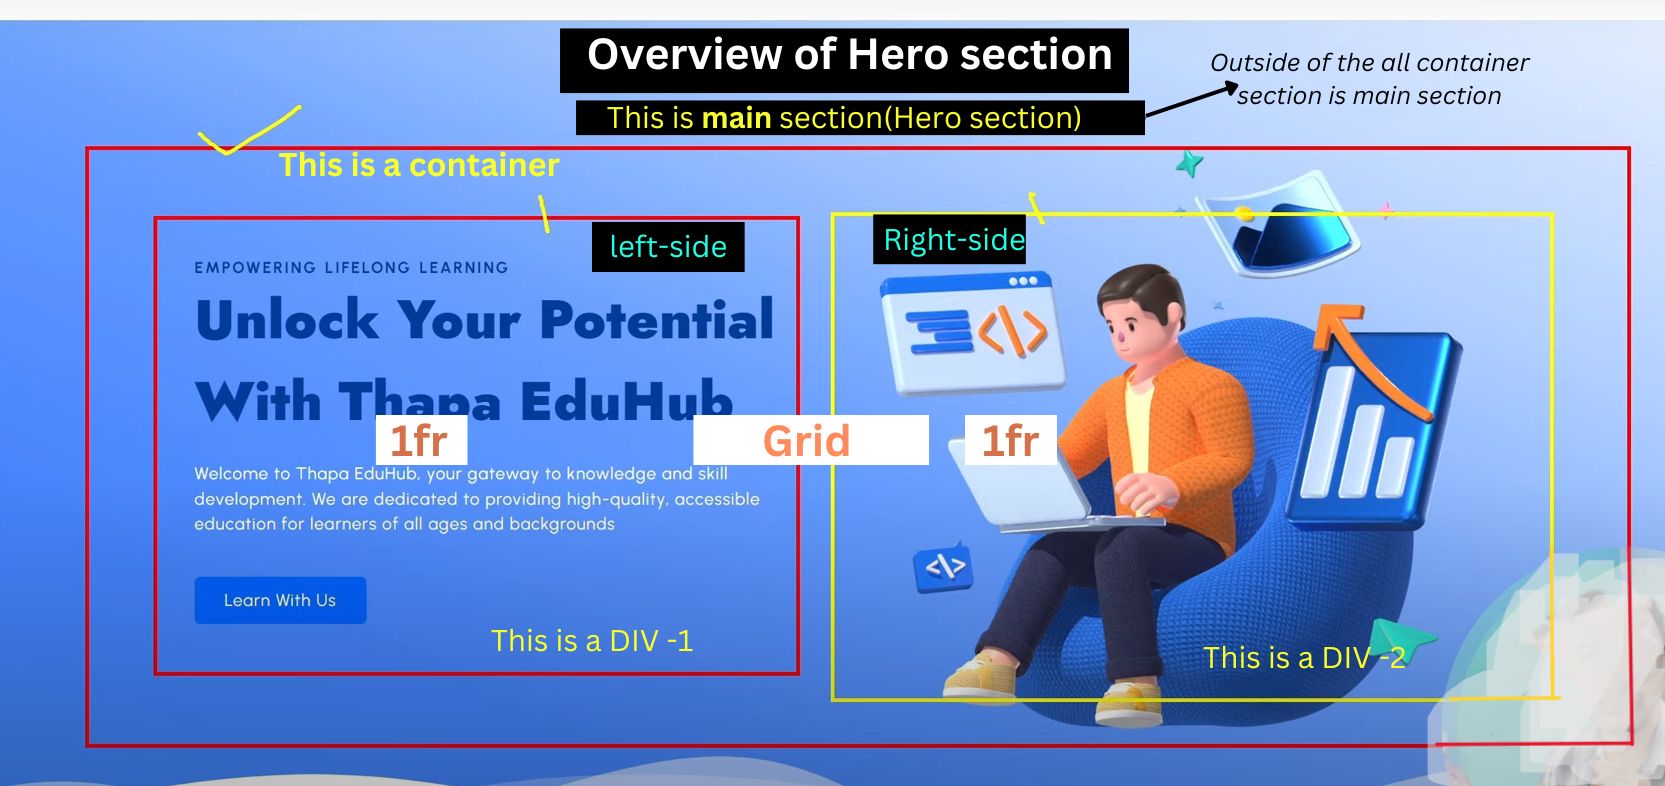 Overview of Hero section
This is main section(Hero section)
Outside of the all container
section is main section
This is a container
left-side
Right-side
EMPOWERING LIFELONG LEARNING
Unlock Your Potential
With Thapa EduHub
</>
1fr
Grid
1fr
Welcome to Thapa EduHub, your gateway to knowledge and skill
development. We are dedicated to providing high-quality, accessible
education for learners of all ages and backgrounds
</>
Learn With Us
This is a DIV -1
This is a DIV -2